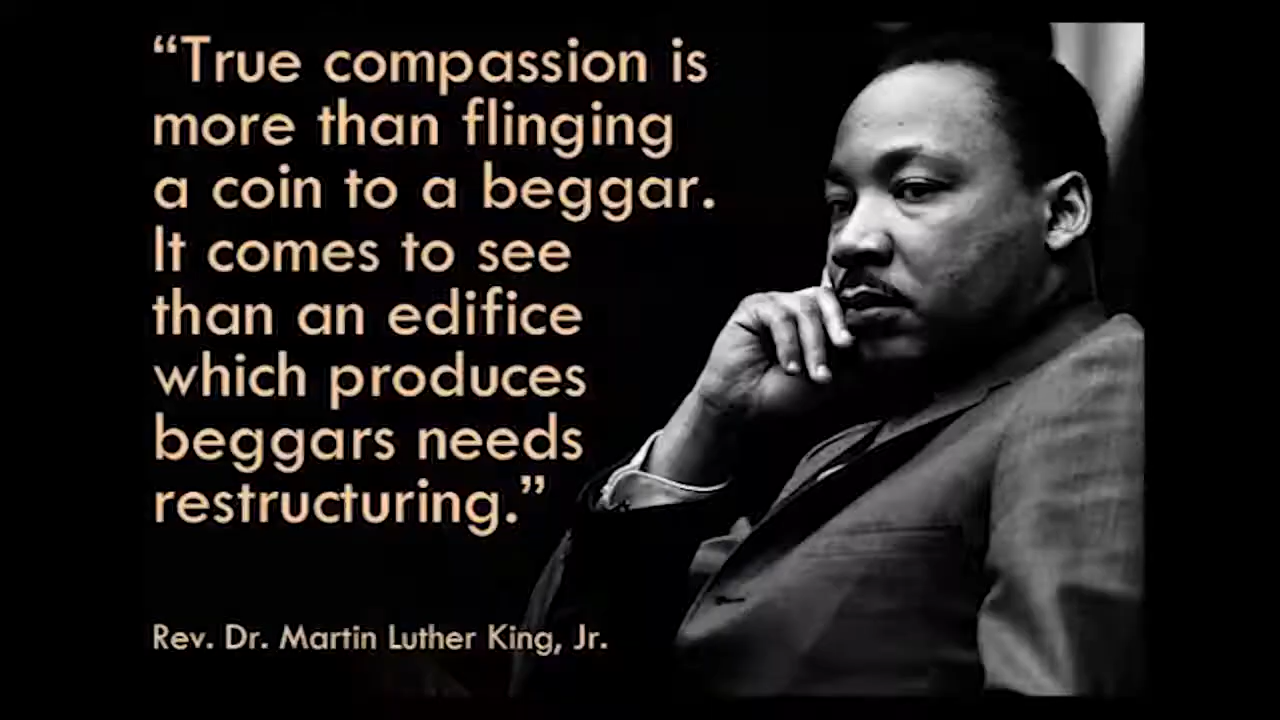 “True compassion is
more than flinging
a coin to a beggar.
It comes to see
than an edifice
which produces
beggars needs
restructuring.”
Rev. Dr. Martin Luther King, Jr.